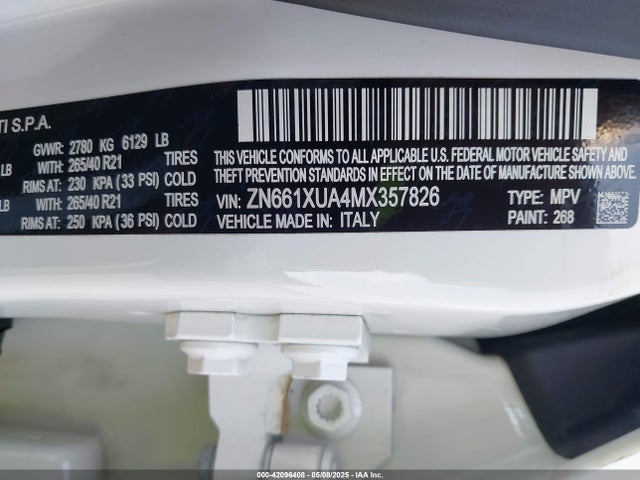 TI S.P.A.
GVWR: 2780 KG 6129 LB
LB WITH: 265/40 R21 TIRES
RIMS AT: 230 KPA (33 PSI) COLD
LB WITH: 265/40 R21 TIRES
RIMS AT: 250 KPA (36 PSI) COLD
THIS VEHICLE CONFORMS TO ALL APPLICABLE U.S. FEDERAL MOTOR VEHICLE SAFETY, BUMPER, AND
THEFT PREVENTION STANDARDS IN EFFECT ON THE DATE OF MANUFACTURE SHOWN ABOVE.
VIN: ZN661XUA4MX357826 TYPE: MPV
VEHICLE MADE IN: ITALY PAINT: 268
000-42096408 - 05/08/2025 - IAA Inc.